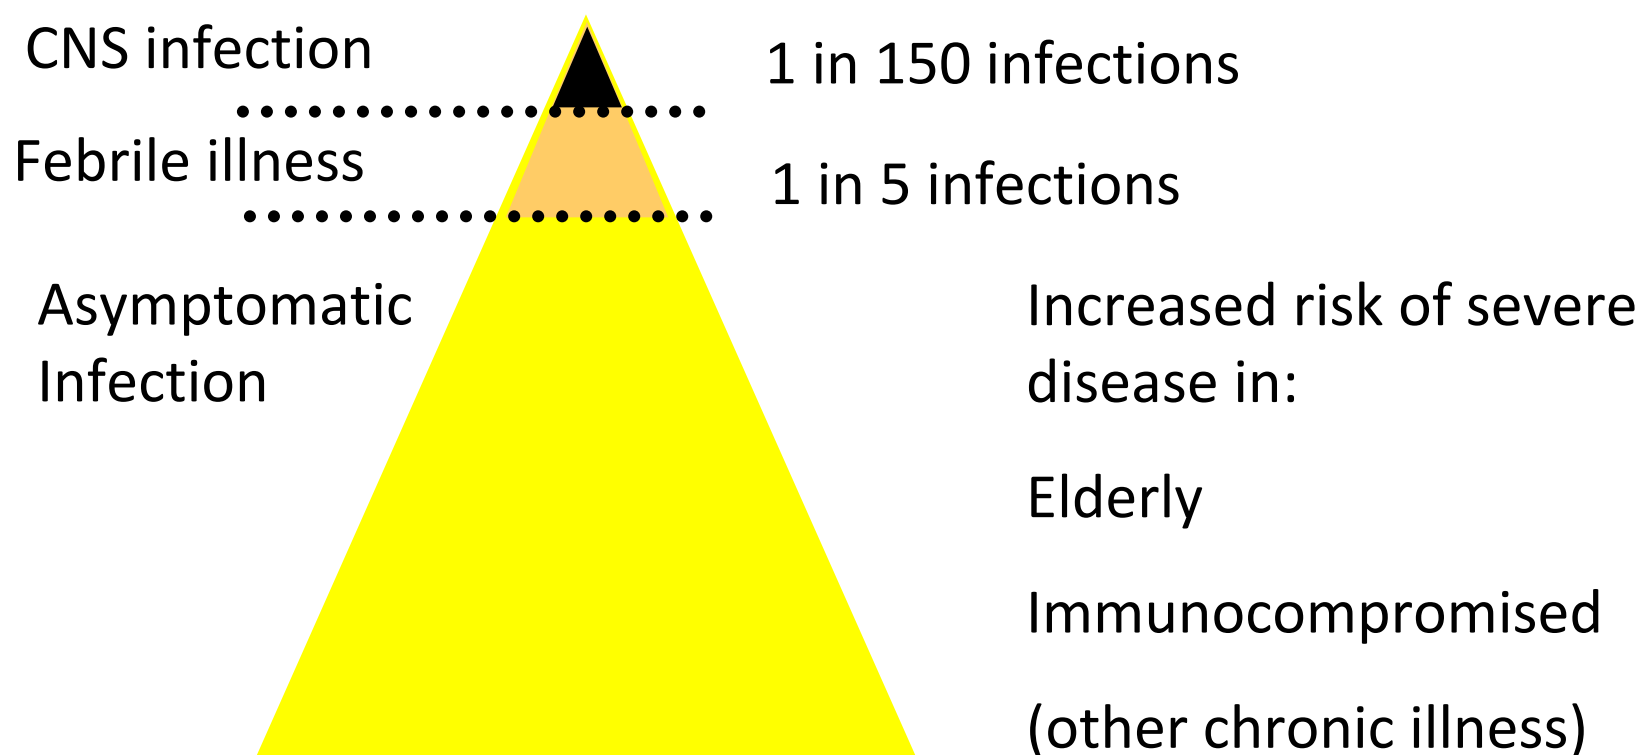 CNS infection
1 in 150 infections
Febrile illness
1 in 5 infections
Asymptomatic
Infection
Increased risk of severe
disease in:
Elderly
Immunocompromised
(other chronic illness)